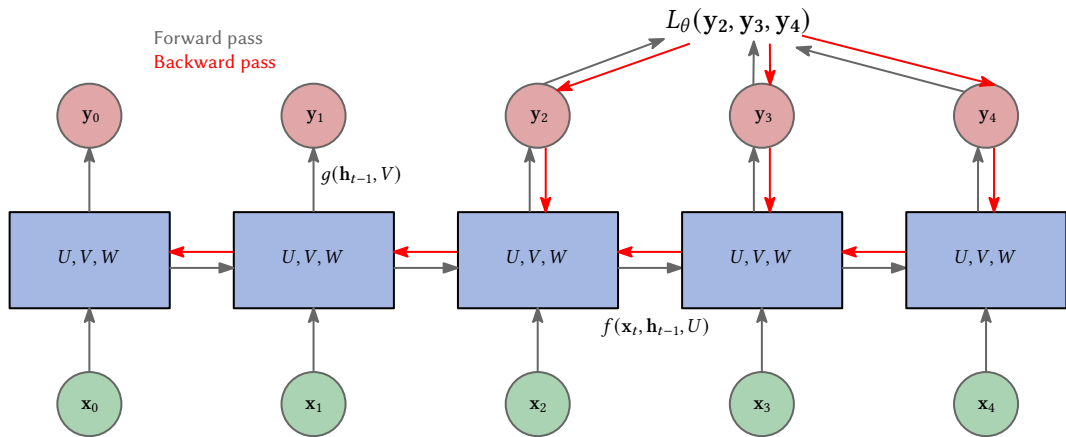 L_θ(y₂, y₃, y₄)
Forward pass
Backward pass
y₀
y₁
y₂
y₃
y₄
g(h_{t−1}, V)
U, V, W
U, V, W
U, V, W
U, V, W
U, V, W
f(x_t, h_{t−1}, U)
x₀
x₁
x₂
x₃
x₄